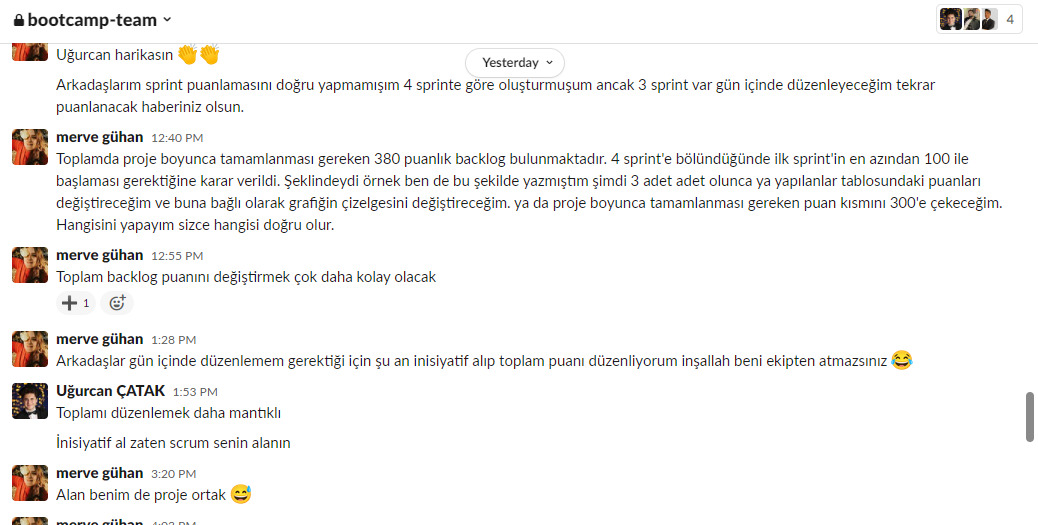 bootcamp-team
4
Uğurcan harikasın 👏👏
Yesterday
Arkadaşlarım sprint puanlamasını doğru yapmamışım 4 sprinte göre oluşturmuşum ancak 3 sprint var gün içinde düzenleyeceğim tekrar
puanlanacak haberiniz olsun.
merve gühan 12:40 PM
Toplamda proje boyunca tamamlanması gereken 380 puanlık backlog bulunmaktadır. 4 sprint'e bölündüğünde ilk sprint'in en azından 100 ile
başlaması gerektiğine karar verildi. Şeklindeydi örnek ben de bu şekilde yazmıştım şimdi 3 adet adet olunca ya yapılanlar tablosundaki puanları
değiştireceğim ve buna bağlı olarak grafiğin çizelgesini değiştireceğim. ya da proje boyunca tamamlanması gereken puan kısmını 300'e çekeceğim.
Hangisini yapayım sizce hangisi doğru olur.
merve gühan 12:55 PM
Toplam backlog puanını değiştirmek çok daha kolay olacak
➕ 1
merve gühan 1:28 PM
Arkadaşlar gün içinde düzenlemem gerektiği için şu an inisiyatif alıp toplam puanı düzenliyorum inşallah beni ekipten atmazsınız 😂
Uğurcan ÇATAK 1:53 PM
Toplamı düzenlemek daha mantıklı
İnisiyatif al zaten scrum senin alanın
merve gühan 3:20 PM
Alan benim de proje ortak 😅
merve gühan 4:03 PM